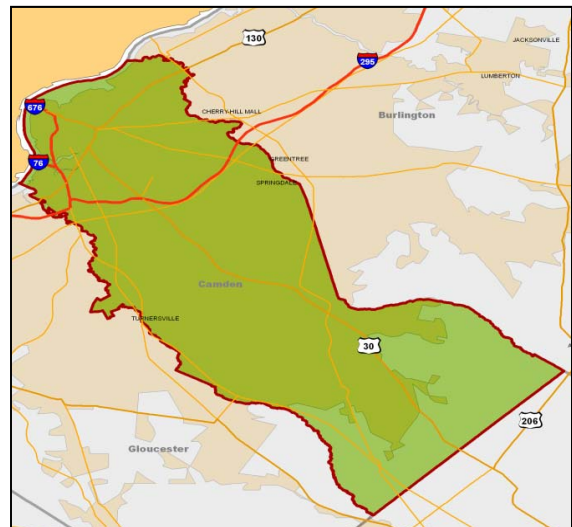 130
JACKSONVILLE
295
LUMBERTON
676
CHERRY HILL MALL
Burlington
76
GREENTREE
SPRINGDALE
Camden
TURNERSVILLE
30
206
Gloucester